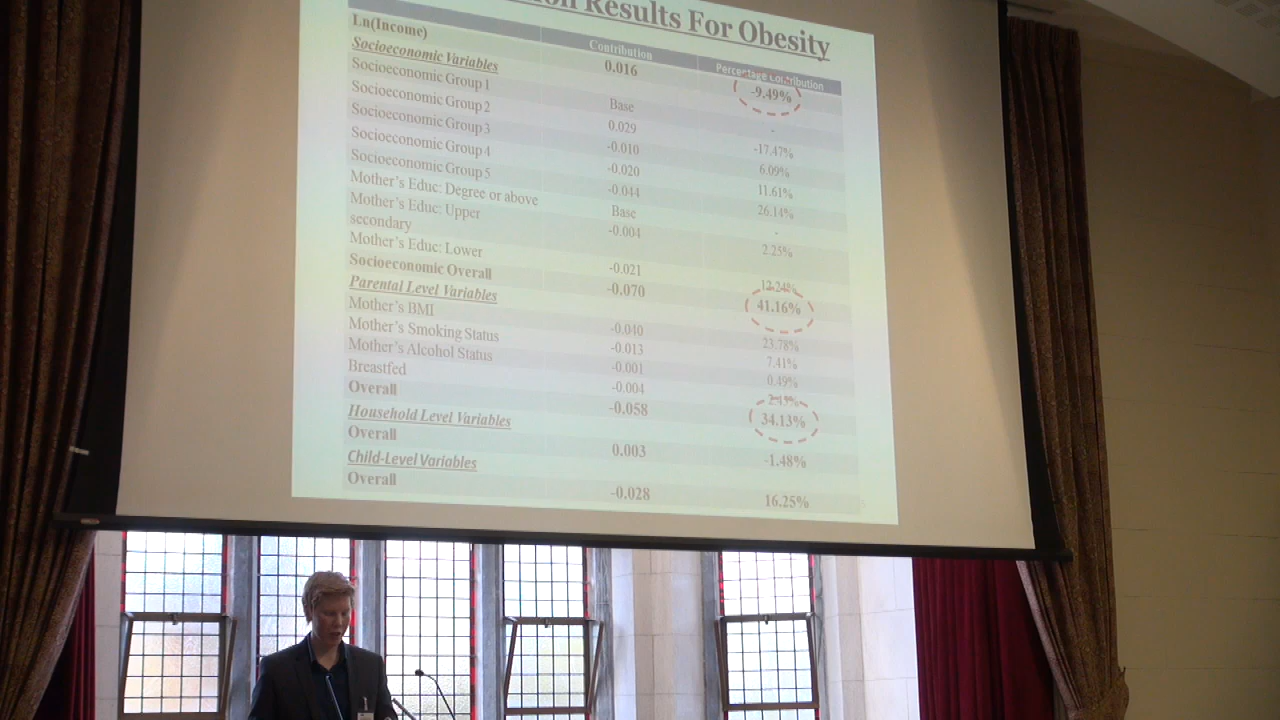 Results For Obesity
Contribution Percentage Contribution
Ln(Income) 0.016 -9.49%
Socioeconomic Variables
Socioeconomic Group 1 Base -
Socioeconomic Group 2 0.029 -17.47%
Socioeconomic Group 3 -0.010 6.09%
Socioeconomic Group 4 -0.020 11.61%
Socioeconomic Group 5 -0.044 26.14%
Mother's Educ: Degree or above Base -
Mother's Educ: Upper -0.004 2.25%
secondary
Mother's Educ: Lower -0.021 12.24%
Socioeconomic Overall -0.070 41.16%
Parental Level Variables
Mother's BMI -0.040 23.78%
Mother's Smoking Status -0.013 7.41%
Mother's Alcohol Status -0.001 0.49%
Breastfed -0.004 2.45%
Overall -0.058 34.13%
Household Level Variables
Overall 0.003 -1.48%
Child-Level Variables
Overall -0.028 16.25%